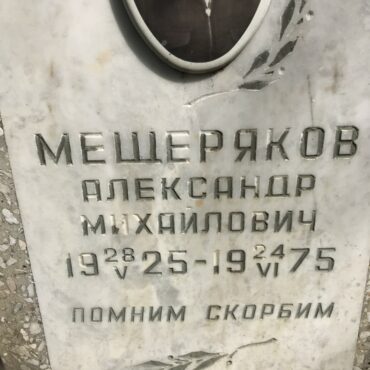 МЕЩЕРЯКОВ
АЛЕКСАНДР
МИХАЙЛОВИЧ
19 28/V 25-19 24/VI 75
ПОМНИМ СКОРБИМ